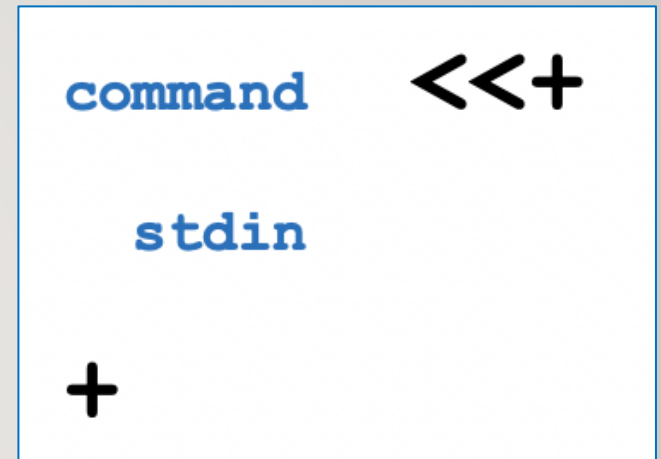 command <<+
stdin
+